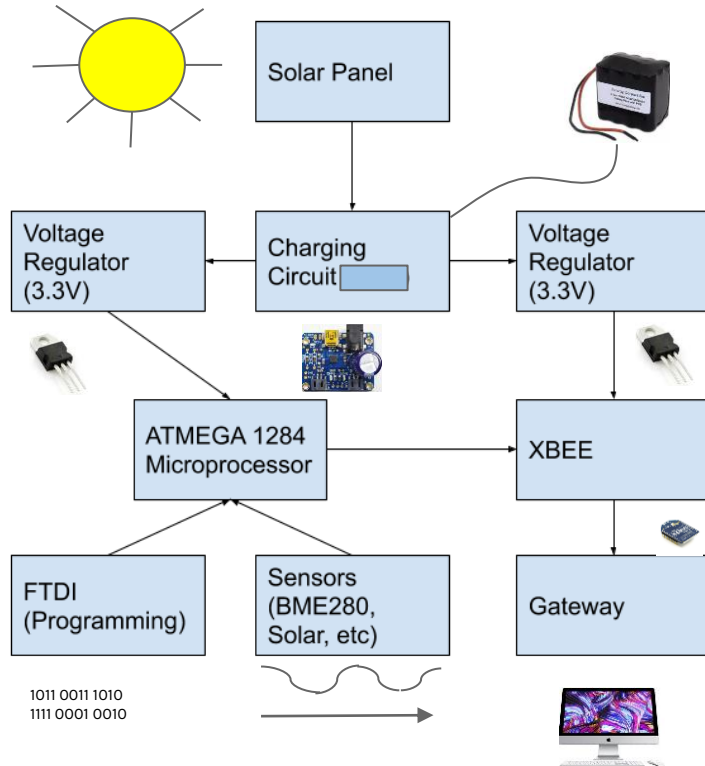 Solar Panel
Voltage
Regulator
(3.3V)
Charging
Circuit
Voltage
Regulator
(3.3V)
ATMEGA 1284
Microprocessor
XBEE
FTDI
(Programming)
Sensors
(BME280,
Solar, etc)
Gateway
1011 0011 1010
1111 0001 0010